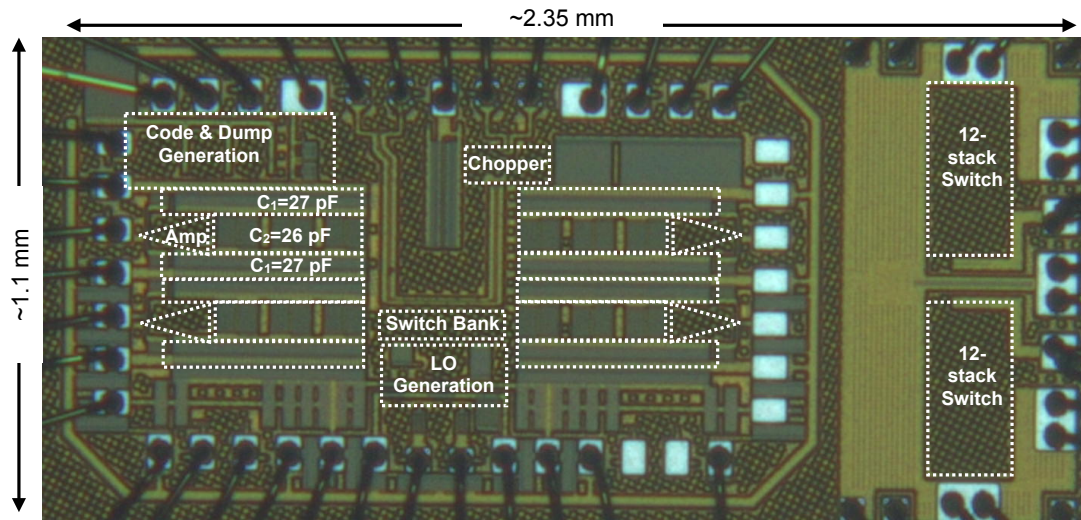 ~2.35 mm
~1.1 mm
Code & Dump
Generation
Chopper
12-
stack
Switch
C₁=27 pF
Amp
C₂=26 pF
C₁=27 pF
Switch Bank
LO
Generation
12-
stack
Switch